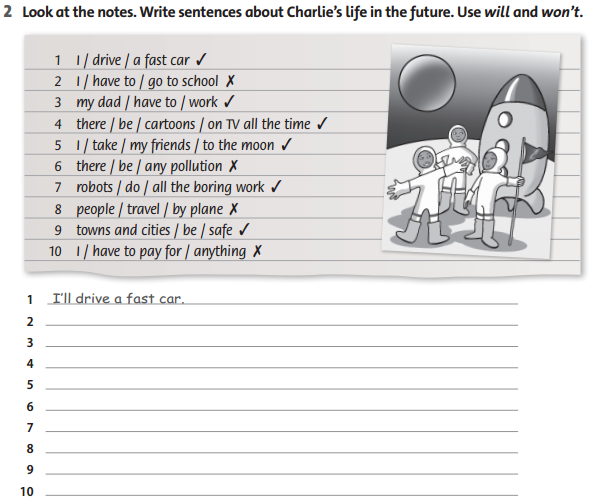 2 Look at the notes. Write sentences about Charlie's life in the future. Use will and won't.
1 I / drive / a fast car ✓
2 I / have to / go to school ✗
3 my dad / have to / work ✓
4 there / be / cartoons / on TV all the time ✓
5 I / take / my friends / to the moon ✓
6 there / be / any pollution ✗
7 robots / do / all the boring work ✓
8 people / travel / by plane ✗
9 towns and cities / be / safe ✓
10 I / have to pay for / anything ✗
1 I'll drive a fast car.
2
3
4
5
6
7
8
9
10